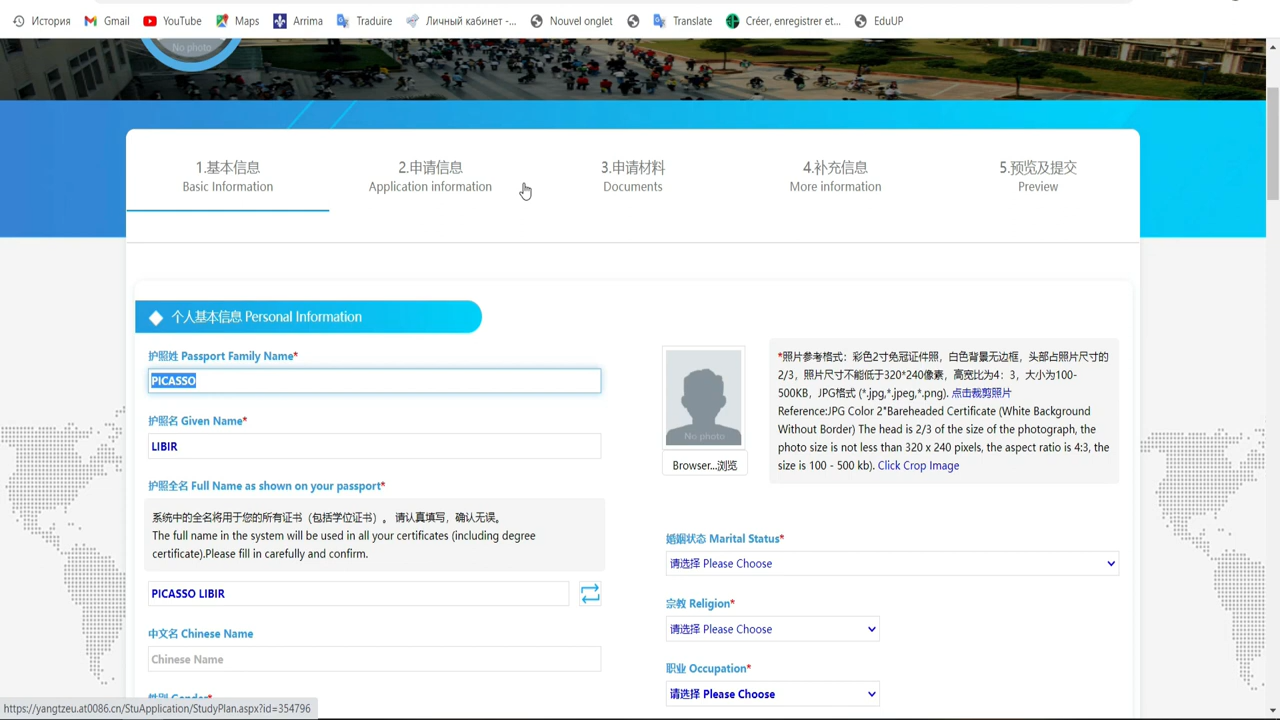 История Gmail YouTube Maps Arrima Traduire Личный кабинет -... Nouvel onglet Translate Créer, enregistrer et... EduUP
No photo
1.基本信息 2.申请信息 3.申请材料 4.补充信息 5.预览及提交
Basic Information Application information Documents More information Preview
个人基本信息 Personal Information
护照姓 Passport Family Name*
PICASSO
护照名 Given Name*
LIBIR
护照全名 Full Name as shown on your passport*
系统中的全名将用于您的所有证书（包括学位证书）。 请认真填写，确认无误。
The full name in the system will be used in all your certificates (including degree
certificate).Please fill in carefully and confirm.
PICASSO LIBIR
中文名 Chinese Name
Chinese Name
性别 Gender*
No photo
Browser...浏览
*照片参考格式：彩色2寸免冠证件照，白色背景无边框，头部占照片尺寸的
2/3，照片尺寸不能低于320*240像素，高宽比为4：3，大小为100-
500KB，JPG格式 (*.jpg,*.jpeg,*.png). 点击裁剪照片
Reference:JPG Color 2*Bareheaded Certificate (White Background
Without Border) The head is 2/3 of the size of the photograph, the
photo size is not less than 320 x 240 pixels, the aspect ratio is 4:3, the
size is 100 - 500 kb). Click Crop Image
婚姻状态 Marital Status*
请选择 Please Choose
宗教 Religion*
请选择 Please Choose
职业 Occupation*
请选择 Please Choose
https://yangtzeu.at0086.cn/StuApplication/StudyPlan.aspx?id=354796